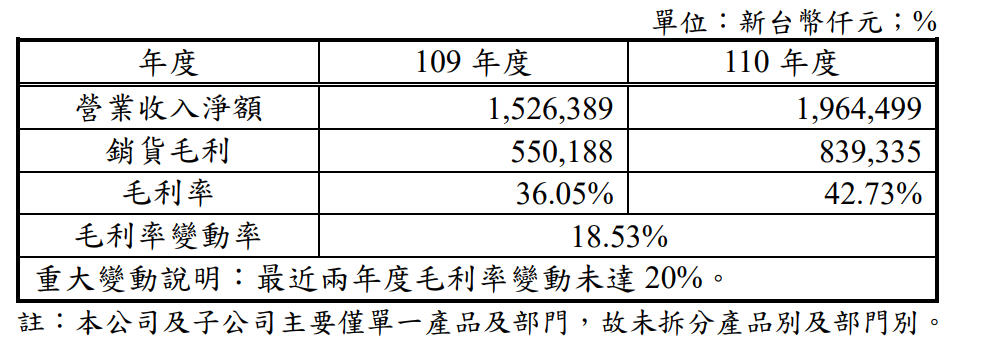 單位：新台幣仟元；%
年度 109 年度 110 年度
營業收入淨額 1,526,389 1,964,499
銷貨毛利 550,188 839,335
毛利率 36.05% 42.73%
毛利率變動率 18.53%
重大變動說明：最近兩年度毛利率變動未達 20%。
註：本公司及子公司主要僅單一產品及部門，故未拆分產品別及部門別。